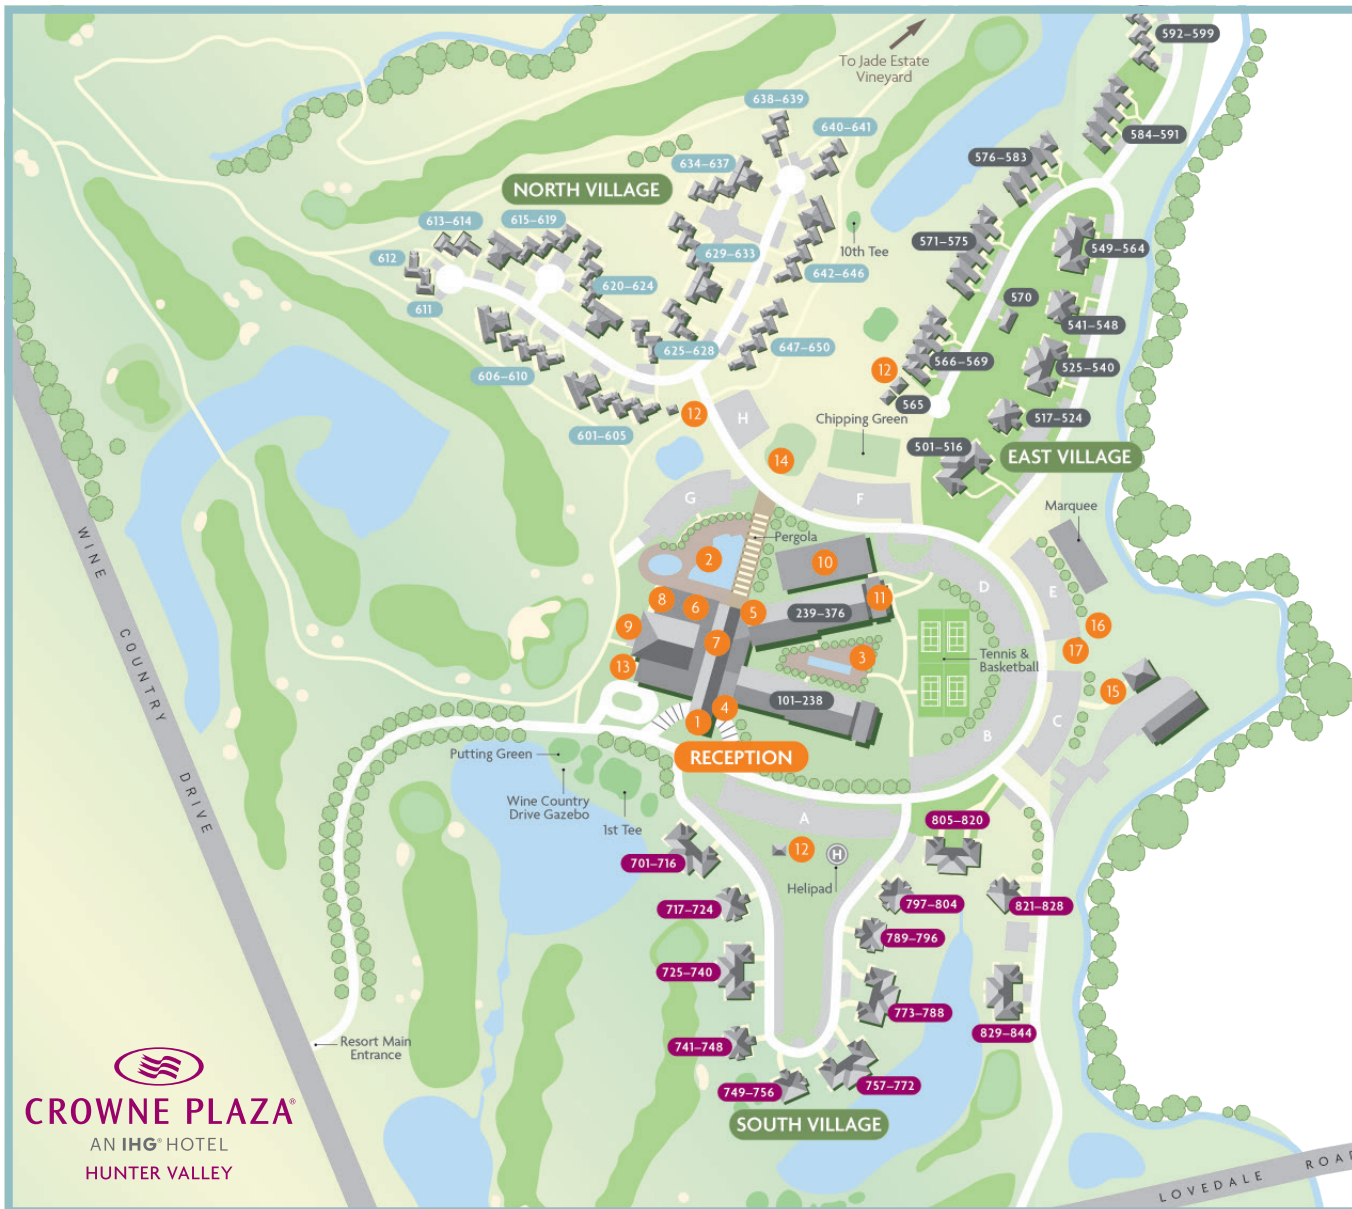 592–599
To Jade Estate
Vineyard
638–639
640–641
584–591
576–583
634–637
NORTH VILLAGE
613–614
615–619
10th Tee
571–575
549–564
612
629–633
642–646
620–624
570
611
541–548
625–628
647–650
566–569
525–540
606–610
12
565
601–605
12
H
Chipping Green
517–524
501–516
EAST VILLAGE
14
G
F
Marquee
WINE COUNTRY DRIVE
Pergola
2
10
D
E
8
6
5
239–376
11
16
9
7
17
13
3
Tennis &
Basketball
15
101–238
4
1
C
B
RECEPTION
Putting Green
Wine Country
Drive Gazebo
1st Tee
A
805–820
12
H
701–716
Helipad
797–804
821–828
717–724
789–796
725–740
773–788
829–844
Resort Main
Entrance
741–748
749–756
757–772
SOUTH VILLAGE
CROWNE PLAZA®
AN IHG® HOTEL
HUNTER VALLEY
LOVEDALE ROA